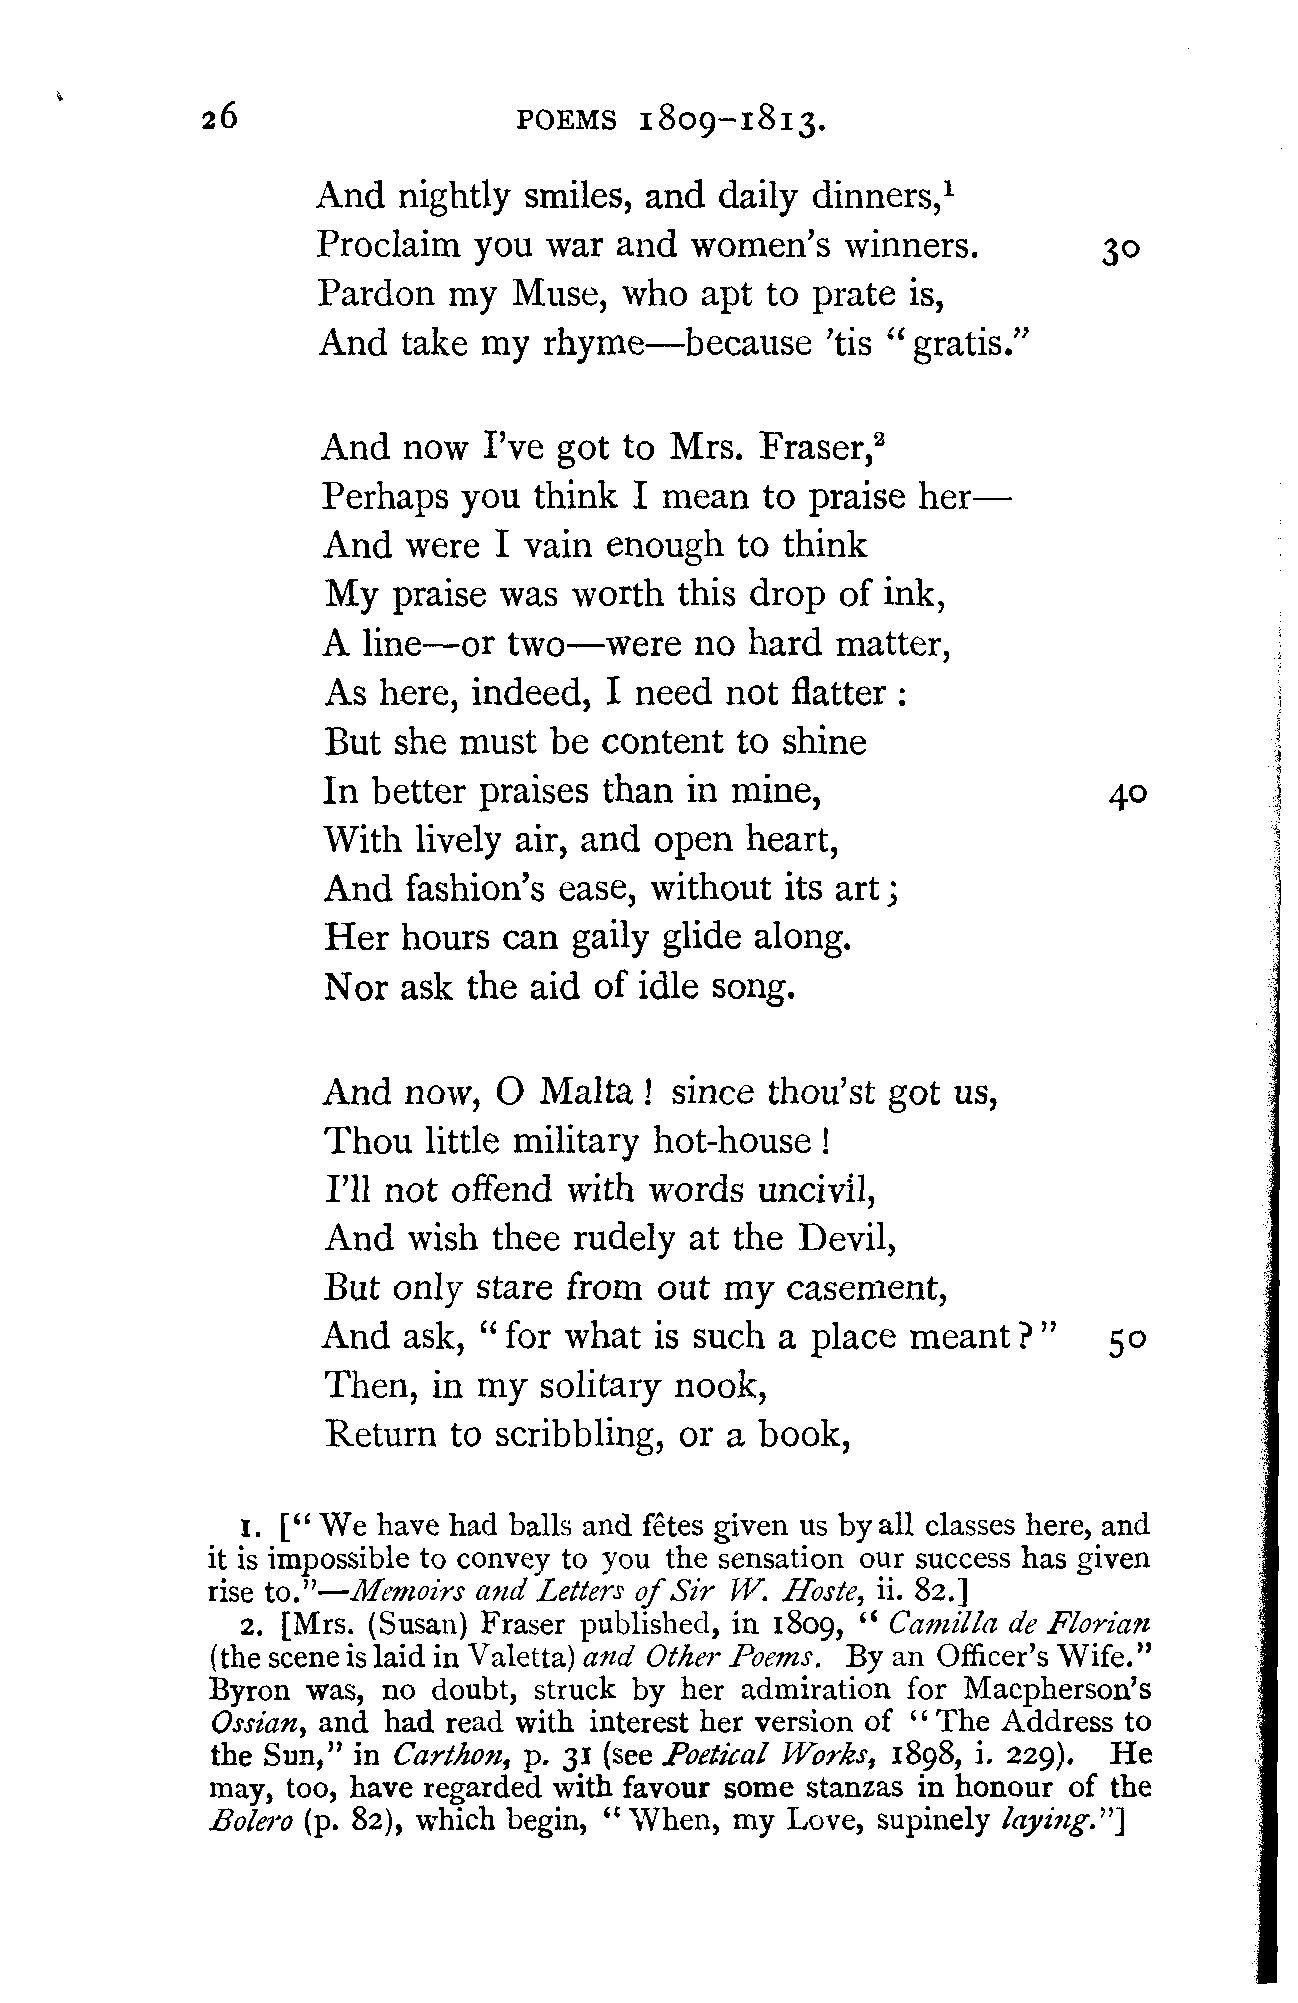 26 POEMS 1809–1813.
And nightly smiles, and daily dinners,¹
Proclaim you war and women's winners. 30
Pardon my Muse, who apt to prate is,
And take my rhyme—because 'tis "gratis."
And now I've got to Mrs. Fraser,²
Perhaps you think I mean to praise her—
And were I vain enough to think
My praise was worth this drop of ink,
A line—or two—were no hard matter,
As here, indeed, I need not flatter :
But she must be content to shine
In better praises than in mine, 40
With lively air, and open heart,
And fashion's ease, without its art ;
Her hours can gaily glide along.
Nor ask the aid of idle song.
And now, O Malta ! since thou'st got us,
Thou little military hot-house !
I'll not offend with words uncivil,
And wish thee rudely at the Devil,
But only stare from out my casement,
And ask, "for what is such a place meant ?" 50
Then, in my solitary nook,
Return to scribbling, or a book,
1. ["We have had balls and fêtes given us by all classes here, and
it is impossible to convey to you the sensation our success has given
rise to."—Memoirs and Letters of Sir W. Hoste, ii. 82.]
2. [Mrs. (Susan) Fraser published, in 1809, "Camilla de Florian
(the scene is laid in Valetta) and Other Poems. By an Officer's Wife."
Byron was, no doubt, struck by her admiration for Macpherson's
Ossian, and had read with interest her version of "The Address to
the Sun," in Carthon, p. 31 (see Poetical Works, 1898, i. 229). He
may, too, have regarded with favour some stanzas in honour of the
Bolero (p. 82), which begin, "When, my Love, supinely laying."]